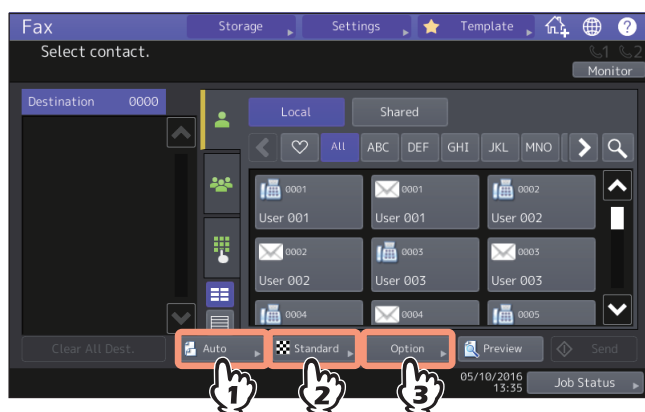 Fax Storage Settings Template ?
Select contact. 1 2
Monitor
Destination 0000
Local Shared
All ABC DEF GHI JKL MNO
0001 0001 0002
User 001 User 001 User 002
0002 0003 0003
User 002 User 003 User 003
0004 0004 0005
Auto Standard Option Preview Send
Clear All Dest.
1 2 3
05/10/2016
13:35
Job Status